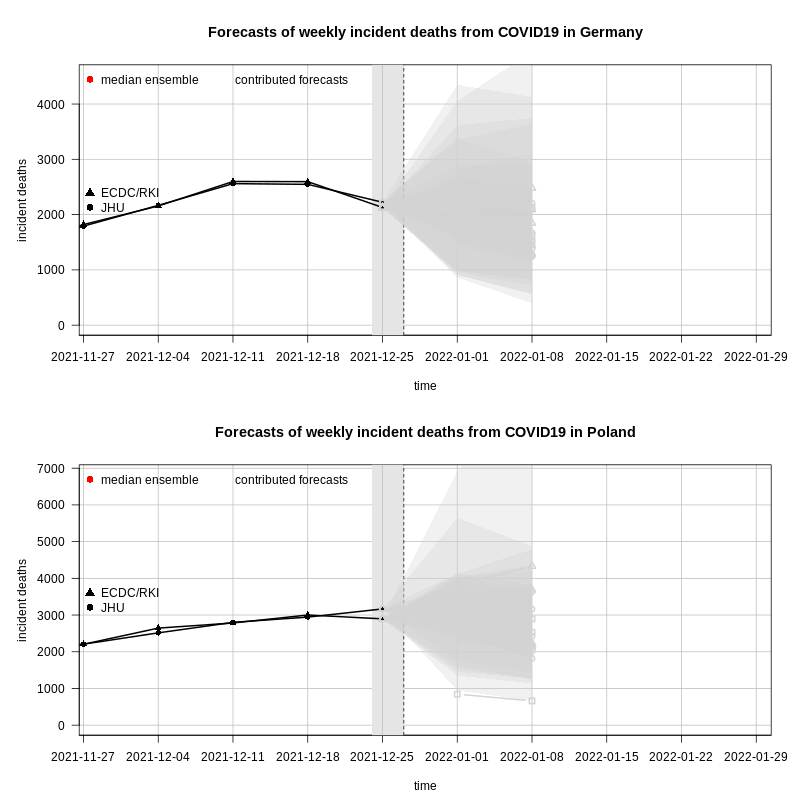 Forecasts of weekly incident deaths from COVID19 in Germany
median ensemble contributed forecasts
4000
3000
ECDC/RKI
JHU
2000
1000
0
incident deaths
2021-11-27 2021-12-04 2021-12-11 2021-12-18 2021-12-25 2022-01-01 2022-01-08 2022-01-15 2022-01-22 2022-01-29
time
Forecasts of weekly incident deaths from COVID19 in Poland
7000
median ensemble contributed forecasts
6000
5000
4000
ECDC/RKI
JHU
3000
2000
1000
0
incident deaths
2021-11-27 2021-12-04 2021-12-11 2021-12-18 2021-12-25 2022-01-01 2022-01-08 2022-01-15 2022-01-22 2022-01-29
time